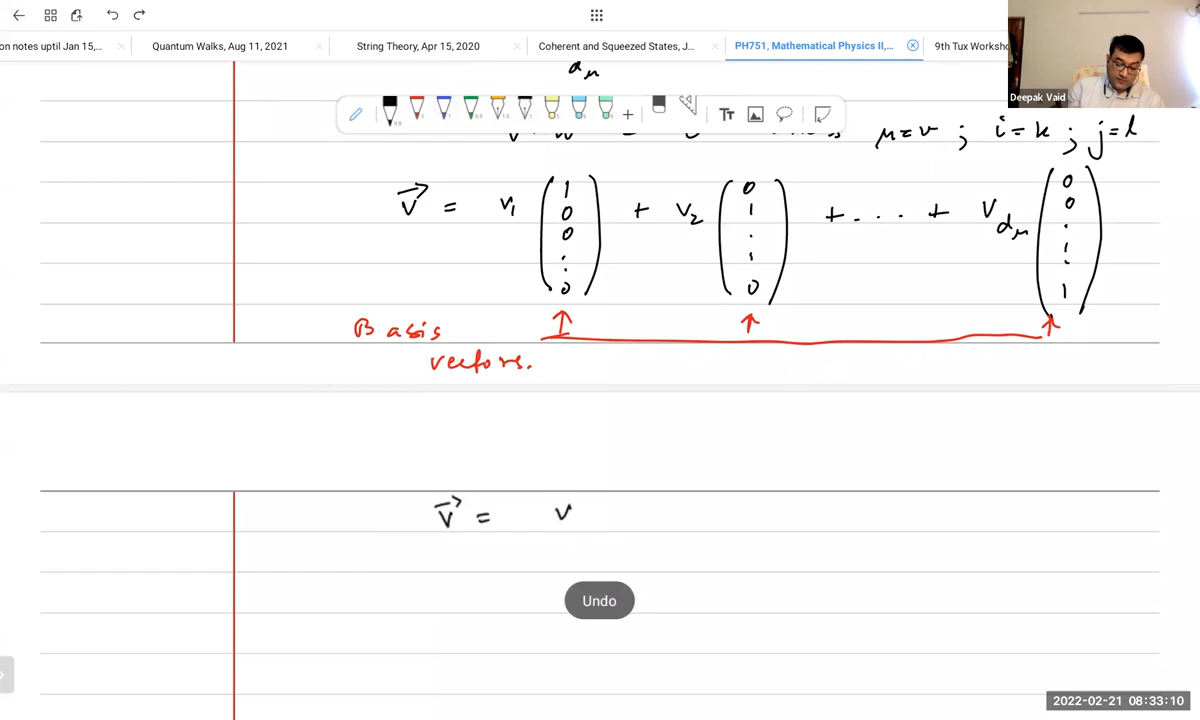 on notes uptil Jan 15,... Quantum Walks, Aug 11, 2021 String Theory, Apr 15, 2020 Coherent and Squeezed States, J... PH751, Mathematical Physics II,... 9th Tux Worksho
Deepak Vaid
dμ
μ=ν ; i=k ; j=l
v⃗ = v₁ (1 0 0 : 0) + v₂ (0 1 . . 0) + . . . + v_dμ (0 0 . . . 1)
Basis
vectors.
v⃗ = v
Undo
2022-02-21 08:33:10